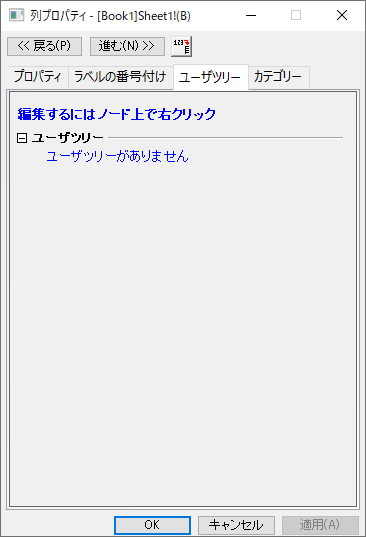 列プロパティ - [Book1]Sheet1!(B)
<< 戻る(P) 進む(N) >> 123
プロパティ ラベルの番号付け ユーザツリー カテゴリー
編集するにはノード上で右クリック
ユーザツリー
ユーザツリーがありません
OK キャンセル 適用(A)